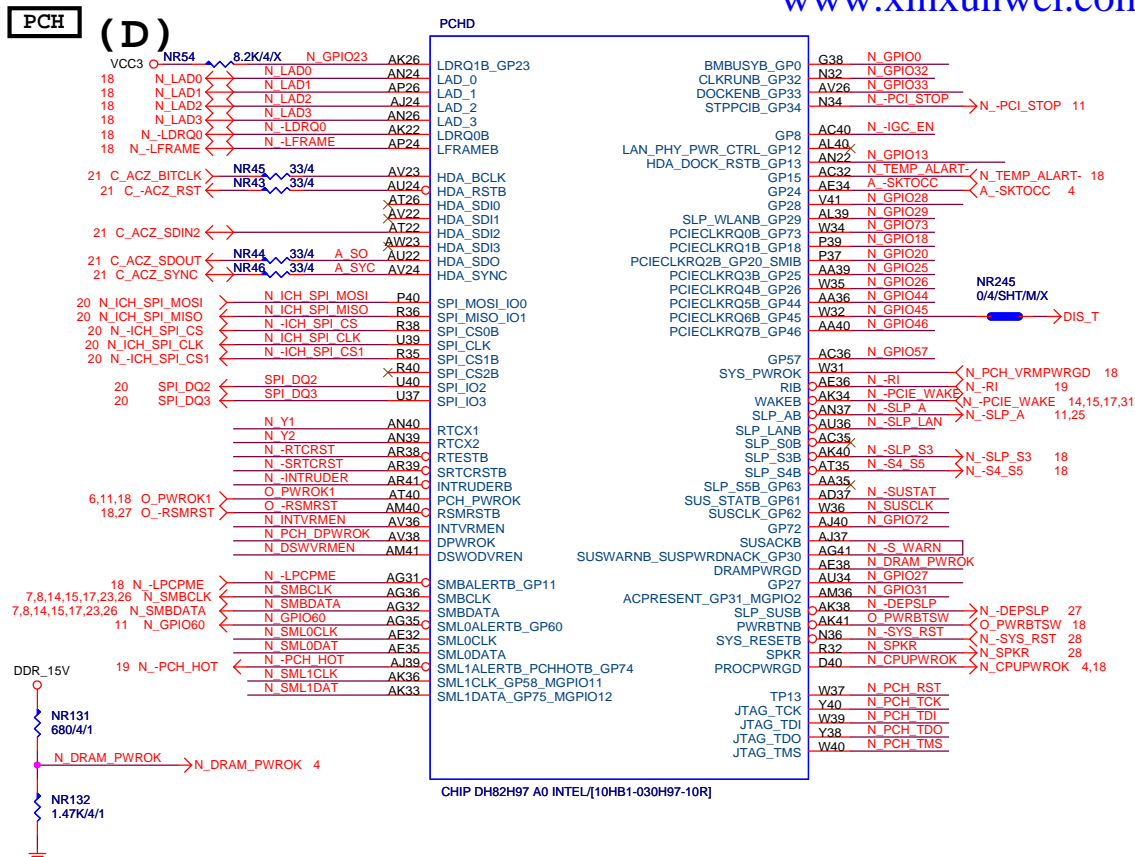 www.xinxunwei.com
PCH (D)
PCHD
VCC3 NR54 8.2K/4/X N_GPIO23 AK26 LDRQ1B_GP23
18 N_LAD0 N_LAD0 AN24 LAD_0
18 N_LAD1 N_LAD1 AP26 LAD_1
18 N_LAD2 N_LAD2 AJ24 LAD_2
18 N_LAD3 N_LAD3 AN26 LAD_3
18 N_-LDRQ0 N_-LDRQ0 AK22 LDRQ0B
18 N_-LFRAME N_-LFRAME AP24 LFRAMEB
21 C_ACZ_BITCLK NR45 33/4 AV23 HDA_BCLK
21 C_-ACZ_RST NR43 33/4 AU24 HDA_RSTB
AT26 HDA_SDI0
AV22 HDA_SDI1
21 C_ACZ_SDIN2 AT22 HDA_SDI2
AW23 HDA_SDI3
21 C_ACZ_SDOUT NR44 33/4 A_SO AU22 HDA_SDO
21 C_ACZ_SYNC NR46 33/4 A_SYC AV24 HDA_SYNC
20 N_ICH_SPI_MOSI N_ICH_SPI_MOSI P40 SPI_MOSI_IO0
20 N_ICH_SPI_MISO N_ICH_SPI_MISO R36 SPI_MISO_IO1
20 N_-ICH_SPI_CS N_-ICH_SPI_CS R38 SPI_CS0B
20 N_ICH_SPI_CLK N_ICH_SPI_CLK U39 SPI_CLK
20 N_-ICH_SPI_CS1 N_-ICH_SPI_CS1 R35 SPI_CS1B
R40 SPI_CS2B
20 SPI_DQ2 SPI_DQ2 U40 SPI_IO2
20 SPI_DQ3 SPI_DQ3 U37 SPI_IO3
N_Y1 AN40 RTCX1
N_Y2 AN39 RTCX2
N_-RTCRST AR38 RTESTB
N_-SRTCRST AR39 SRTCRSTB
N_-INTRUDER AR41 INTRUDERB
6,11,18 O_PWROK1 O_PWROK1 AT40 PCH_PWROK
18,27 O_-RSMRST O_-RSMRST AM40 RSMRSTB
N_INTVRMEN AV36 INTVRMEN
N_PCH_DPWROK AV38 DPWROK
N_DSWVRMEN AM41 DSWODVREN
18 N_-LPCPME N_-LPCPME AG31 SMBALERTB_GP11
7,8,14,15,17,23,26 N_SMBCLK N_SMBCLK AG36 SMBCLK
7,8,14,15,17,23,26 N_SMBDATA N_SMBDATA AG32 SMBDATA
11 N_GPIO60 N_GPIO60 AG35 SML0ALERTB_GP60
N_SML0CLK AE32 SML0CLK
N_SML0DAT AE35 SML0DATA
19 N_-PCH_HOT N_-PCH_HOT AJ39 SML1ALERTB_PCHHOTB_GP74
N_SML1CLK AK36 SML1CLK_GP58_MGPIO11
N_SML1DAT AK33 SML1DATA_GP75_MGPIO12
BMBUSYB_GP0 G38 N_GPIO0
CLKRUNB_GP32 N32 N_GPIO32
DOCKENB_GP33 AV26 N_GPIO33
STPPCIB_GP34 N34 N_-PCI_STOP N_-PCI_STOP 11
GP8 AC40 N_-IGC_EN
LAN_PHY_PWR_CTRL_GP12 AL40
HDA_DOCK_RSTB_GP13 AN22 N_GPIO13
GP15 AC32 N_TEMP_ALART- N_TEMP_ALART- 18
GP24 AE34 A_-SKTOCC A_-SKTOCC 4
GP28 V41 N_GPIO28
SLP_WLANB_GP29 AL39 N_GPIO29
PCIECLKRQ0B_GP73 W34 N_GPIO73
PCIECLKRQ1B_GP18 P39 N_GPIO18
PCIECLKRQ2B_GP20_SMIB P37 N_GPIO20
PCIECLKRQ3B_GP25 AA39 N_GPIO25
PCIECLKRQ4B_GP26 W35 N_GPIO26
PCIECLKRQ5B_GP44 AA36 N_GPIO44
PCIECLKRQ6B_GP45 W32 N_GPIO45 NR245 0/4/SHT/M/X DIS_T
PCIECLKRQ7B_GP46 AA40 N_GPIO46
GP57 AC36 N_GPIO57
SYS_PWROK W31 N_PCH_VRMPWRGD 18
RIB AE36 N_-RI N_-RI 19
WAKEB AK34 N_-PCIE_WAKE N_-PCIE_WAKE 14,15,17,31
SLP_AB AN37 N_-SLP_A N_-SLP_A 11,25
SLP_LANB AU36 N_-SLP_LAN
SLP_S0B AC35
SLP_S3B AK40 N_-SLP_S3 N_-SLP_S3 18
SLP_S4B AT35 N_-S4_S5 N_-S4_S5 18
SLP_S5B_GP63 AA35
SUS_STATB_GP61 AD37 N_-SUSTAT
SUSCLK_GP62 W36 N_SUSCLK
GP72 AJ40 N_GPIO72
SUSACKB AJ37
SUSWARNB_SUSPWRDNACK_GP30 AG41 N_-S_WARN
DRAMPWRGD AE38 N_DRAM_PWROK
GP27 AU34 N_GPIO27
ACPRESENT_GP31_MGPIO2 AM36 N_GPIO31
SLP_SUSB AK38 N_-DEPSLP N_-DEPSLP 27
PWRBTNB AK41 O_PWRBTSW O_PWRBTSW 18
SYS_RESETB N36 N_-SYS_RST N_-SYS_RST 28
SPKR R32 N_SPKR N_SPKR 28
PROCPWRGD D40 N_CPUPWROK N_CPUPWROK 4,18
TP13 W37 N_PCH_RST
JTAG_TCK Y40 N_PCH_TCK
JTAG_TDI W39 N_PCH_TDI
JTAG_TDO Y38 N_PCH_TDO
JTAG_TMS W40 N_PCH_TMS
DDR_15V
NR131
680/4/1
N_DRAM_PWROK N_DRAM_PWROK 4
NR132
1.47K/4/1
CHIP DH82H97 A0 INTEL/[10HB1-030H97-10R]